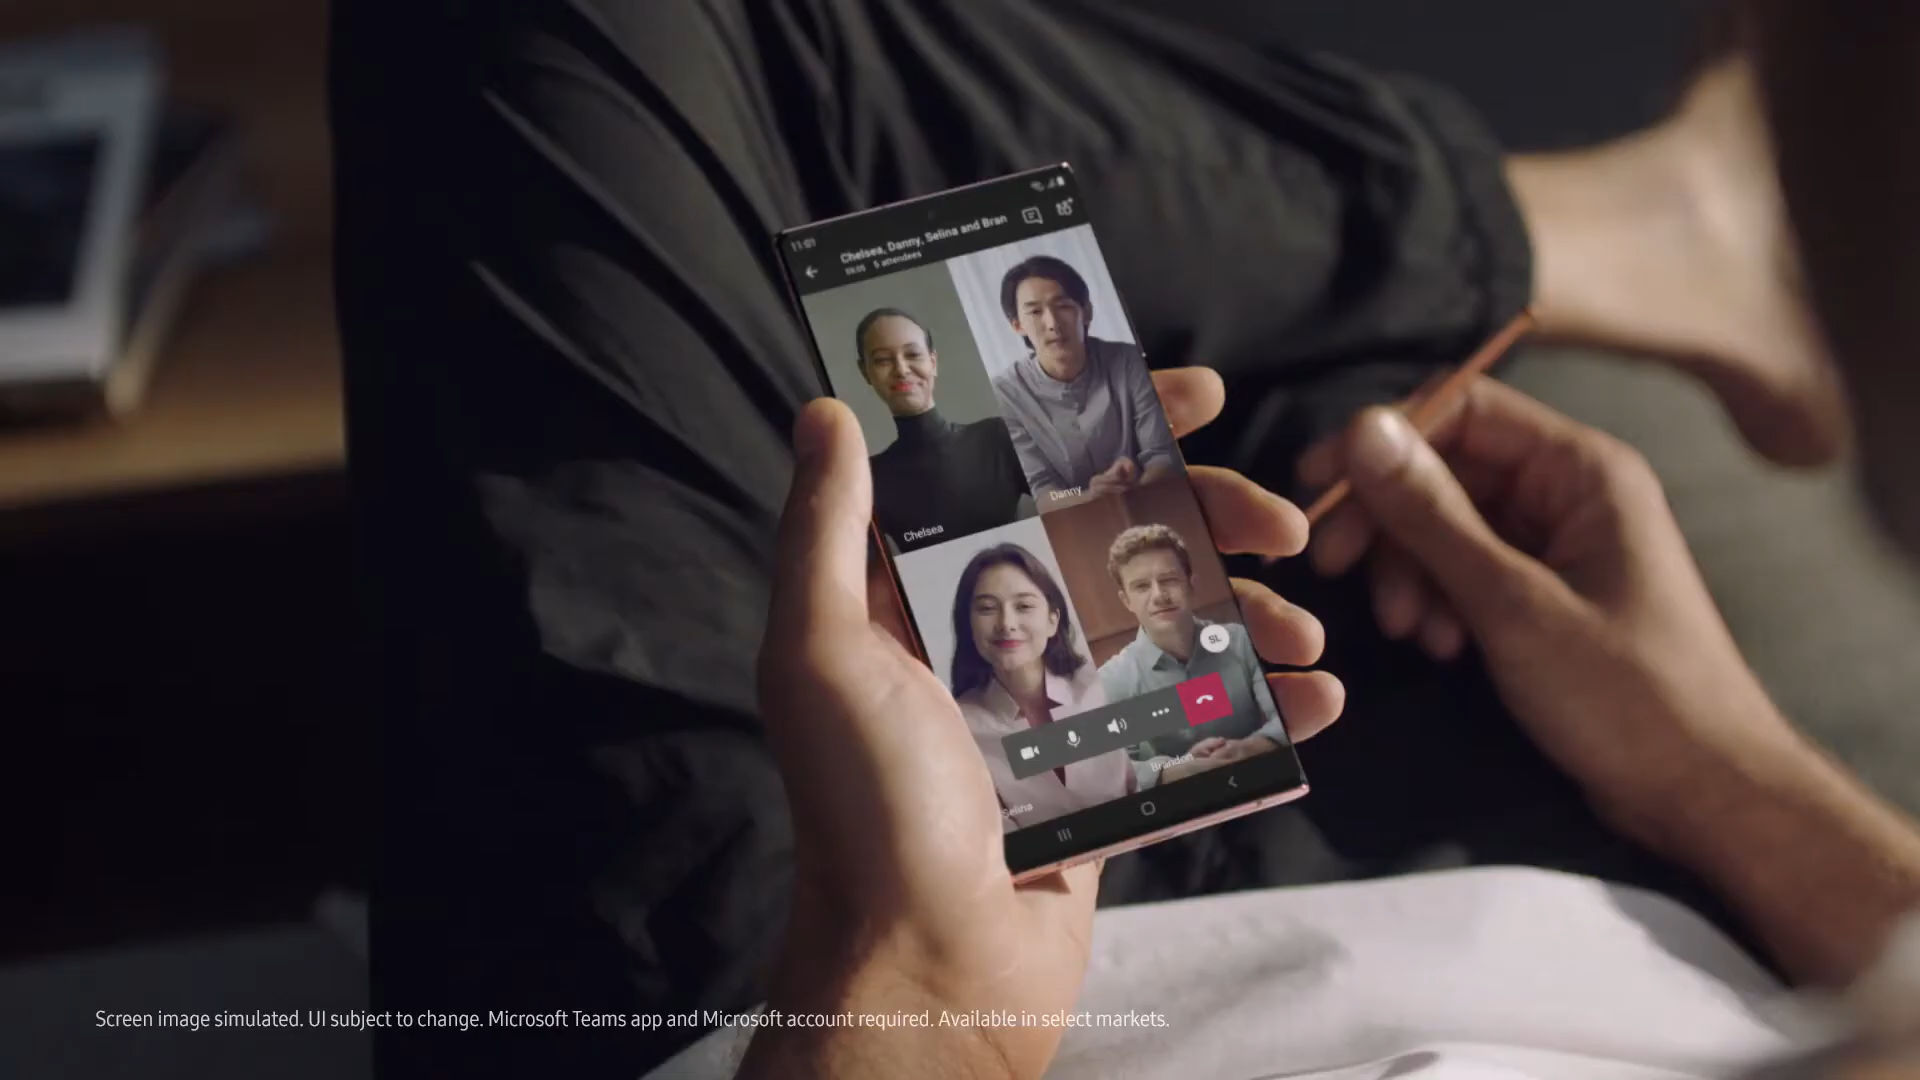 11:01
Chelsea, Danny, Selina and Bran
5 attendees
Danny
Chelsea
SL
Brandon
Selina
Screen image simulated. UI subject to change. Microsoft Teams app and Microsoft account required. Available in select markets.